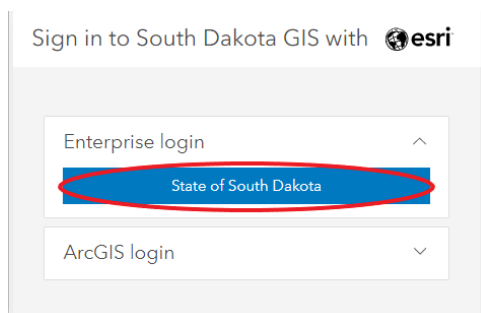 Sign in to South Dakota GIS with esri
Enterprise login
State of South Dakota
ArcGIS login